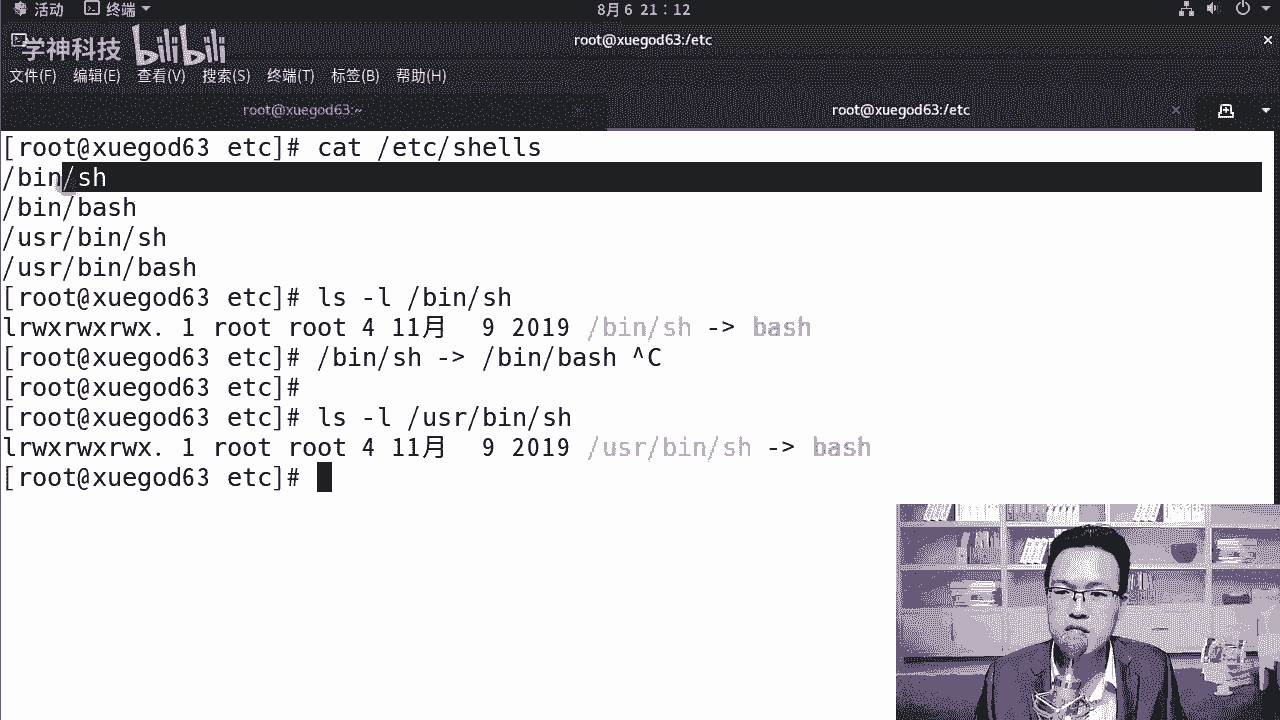 活动 终端 8月6 21：12
学神科技 bilibili root@xuegod63:/etc ×
文件(F) 编辑(E) 查看(V) 搜索(S) 终端(T) 标签(B) 帮助(H)
root@xuegod63:~ × root@xuegod63:/etc ×
[root@xuegod63 etc]# cat /etc/shells
/bin/sh
/bin/bash
/usr/bin/sh
/usr/bin/bash
[root@xuegod63 etc]# ls -l /bin/sh
lrwxrwxrwx. 1 root root 4 11月  9 2019 /bin/sh -> bash
[root@xuegod63 etc]# /bin/sh -> /bin/bash ^C
[root@xuegod63 etc]#
[root@xuegod63 etc]# ls -l /usr/bin/sh
lrwxrwxrwx. 1 root root 4 11月  9 2019 /usr/bin/sh -> bash
[root@xuegod63 etc]#